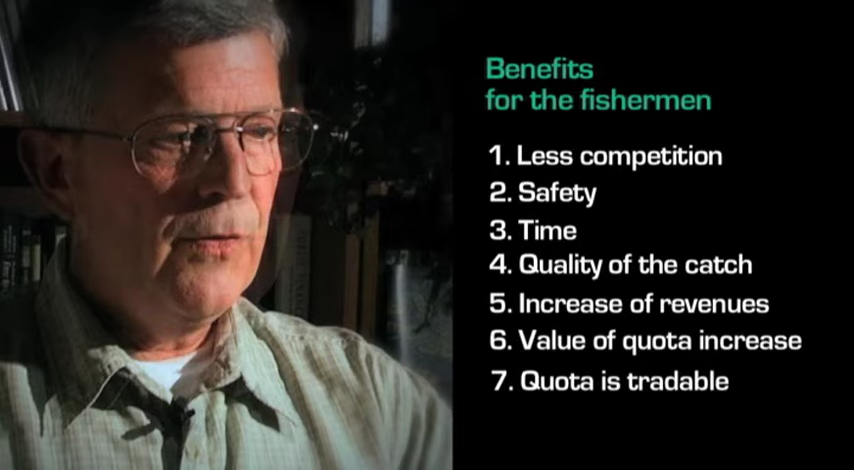 Benefits
for the fishermen
1. Less competition
2. Safety
3. Time
4. Quality of the catch
5. Increase of revenues
6. Value of quota increase
7. Quota is tradable